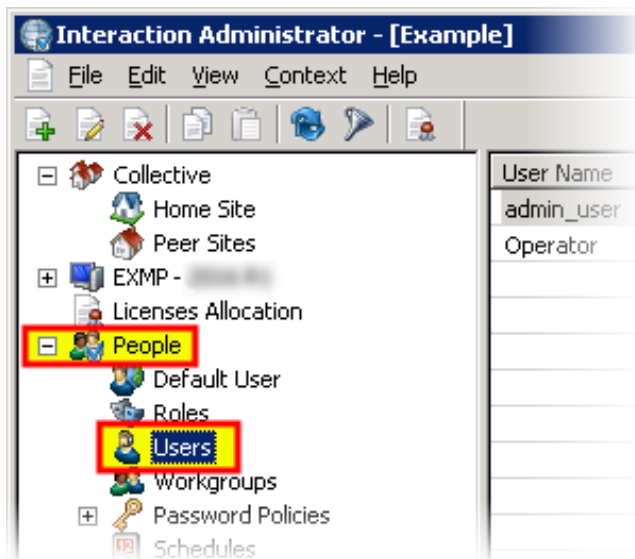 Interaction Administrator - [Example]
File Edit View Context Help
Collective
Home Site
Peer Sites
EXMP -
Licenses Allocation
People
Default User
Roles
Users
Workgroups
Password Policies
Schedules
User Name
admin_user
Operator